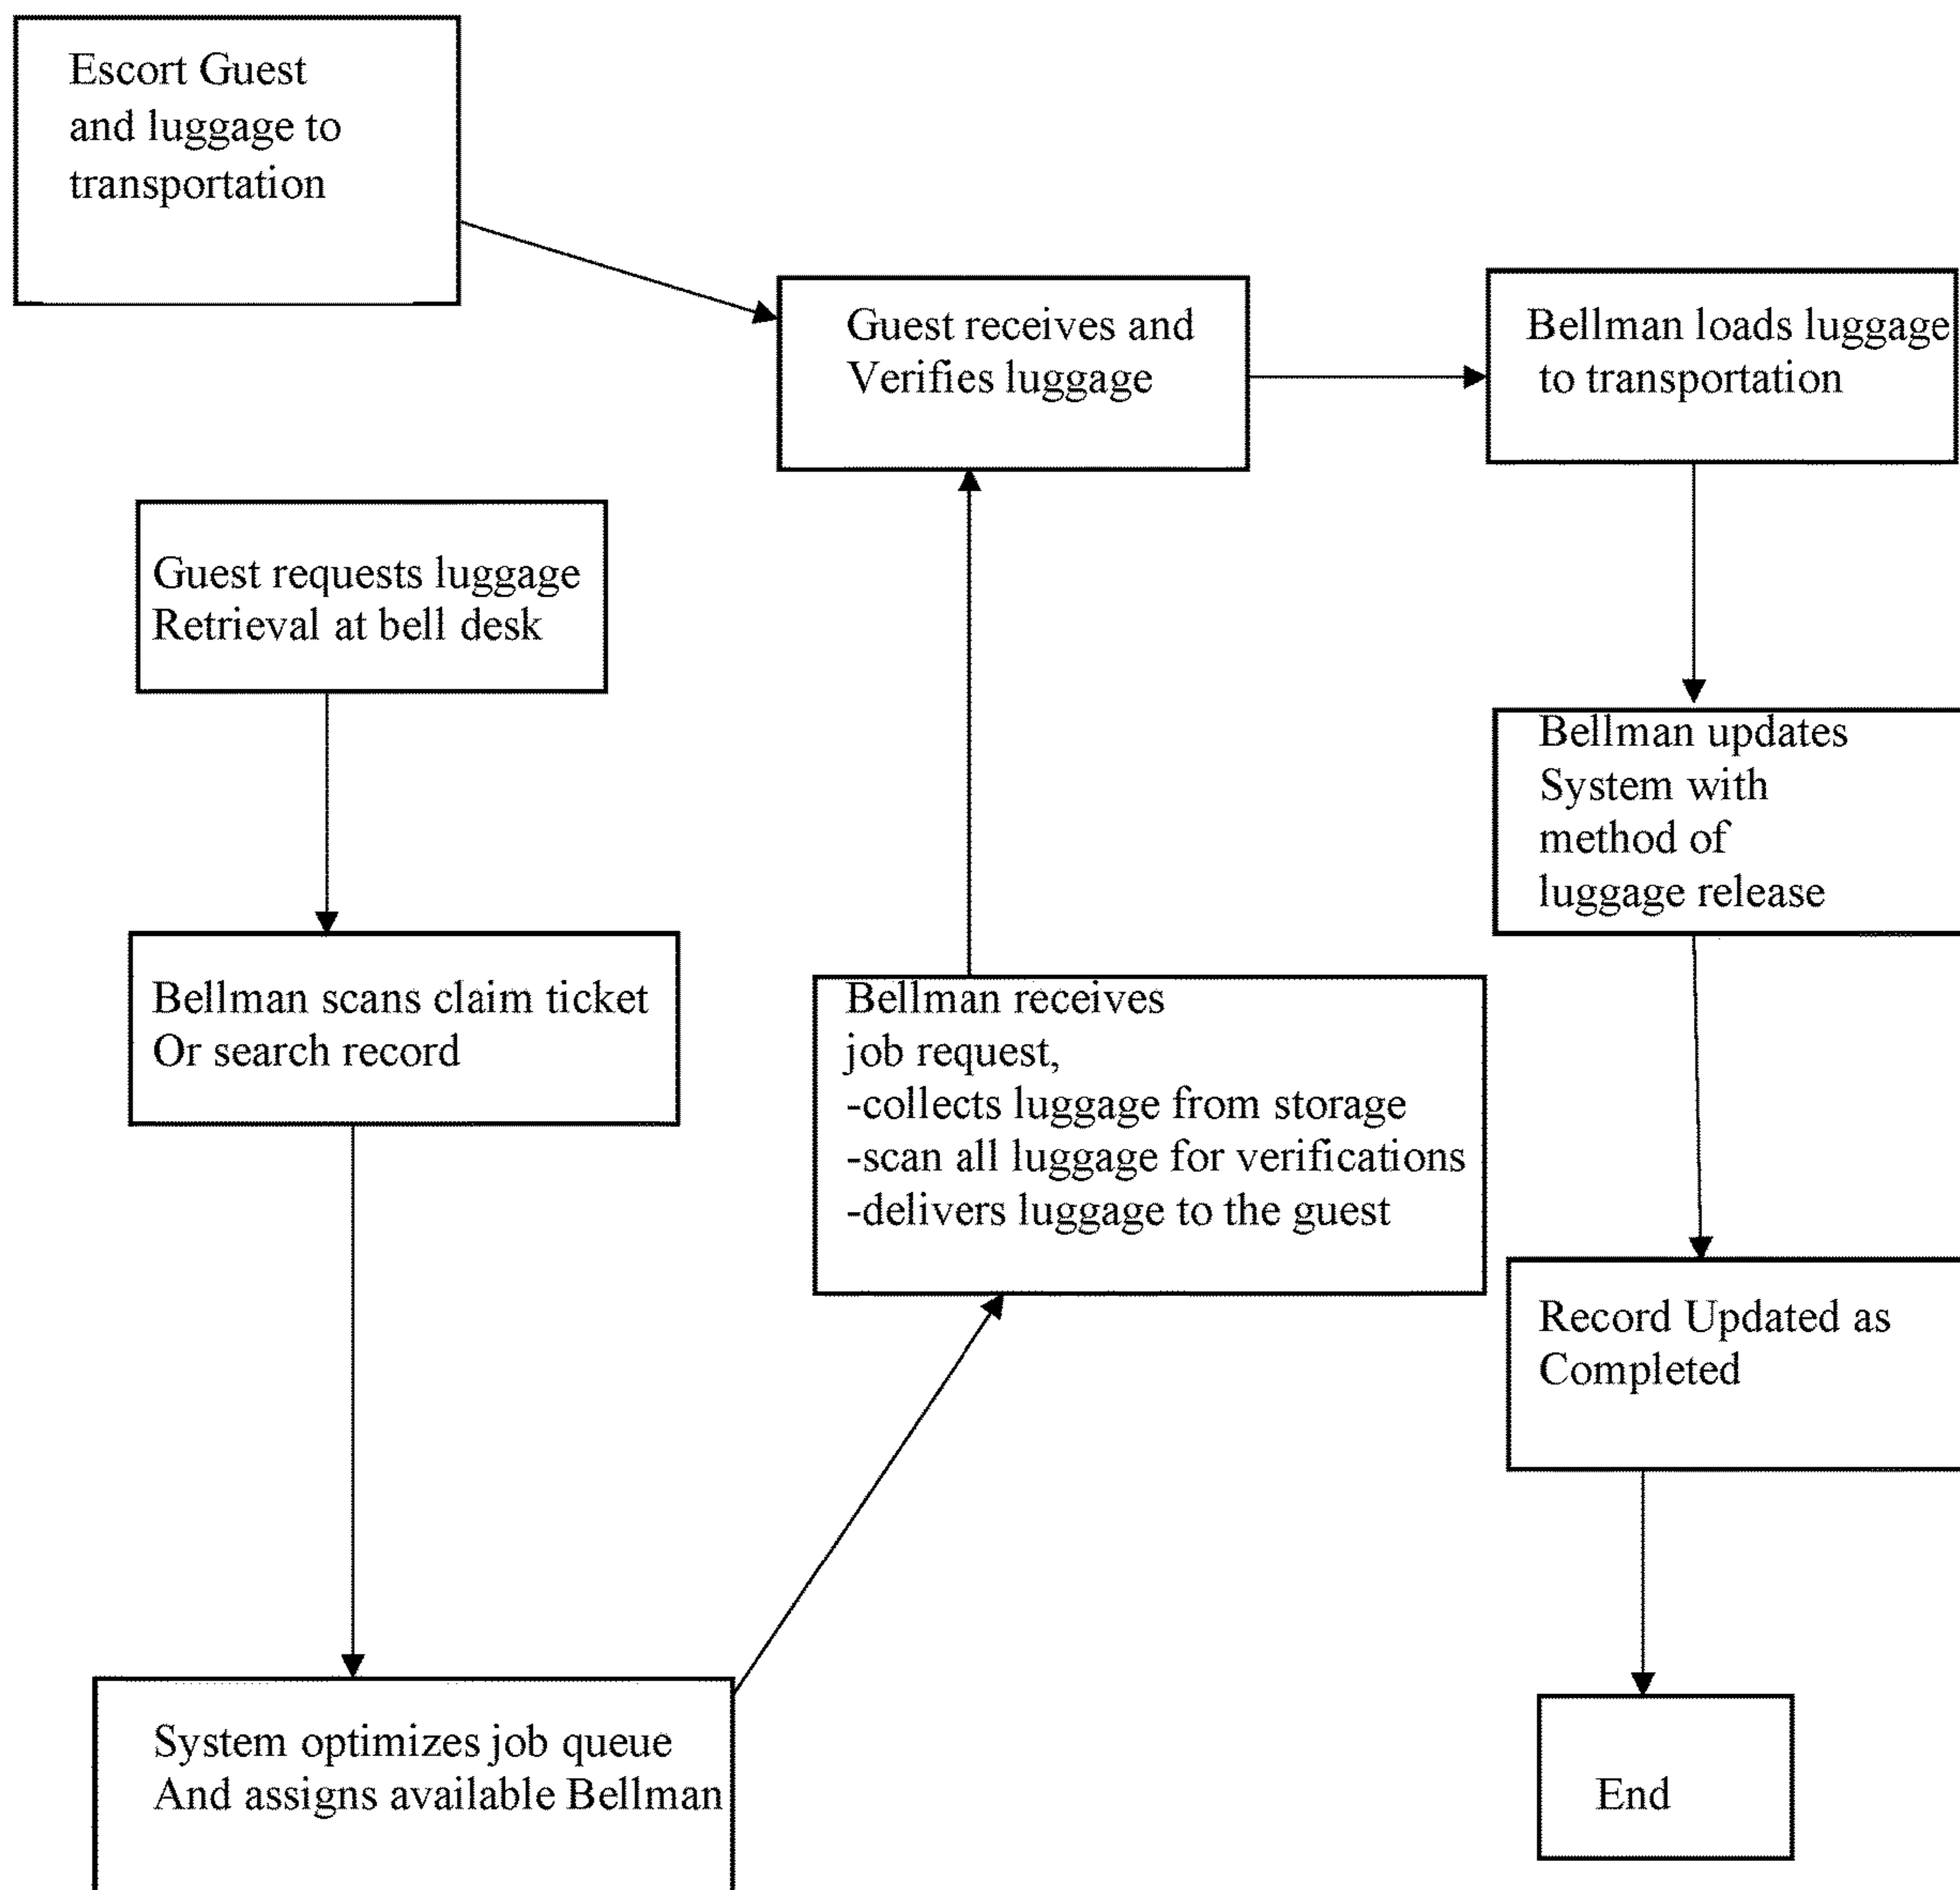 Escort Guest
and luggage to
transportation
Guest receives and
Verifies luggage
Bellman loads luggage
to transportation
Guest requests luggage
Retrieval at bell desk
Bellman updates
System with
method of
luggage release
Bellman scans claim ticket
Or search record
Bellman receives
job request,
-collects luggage from storage
-scan all luggage for verifications
-delivers luggage to the guest
Record Updated as
Completed
System optimizes job queue
And assigns available Bellman
End